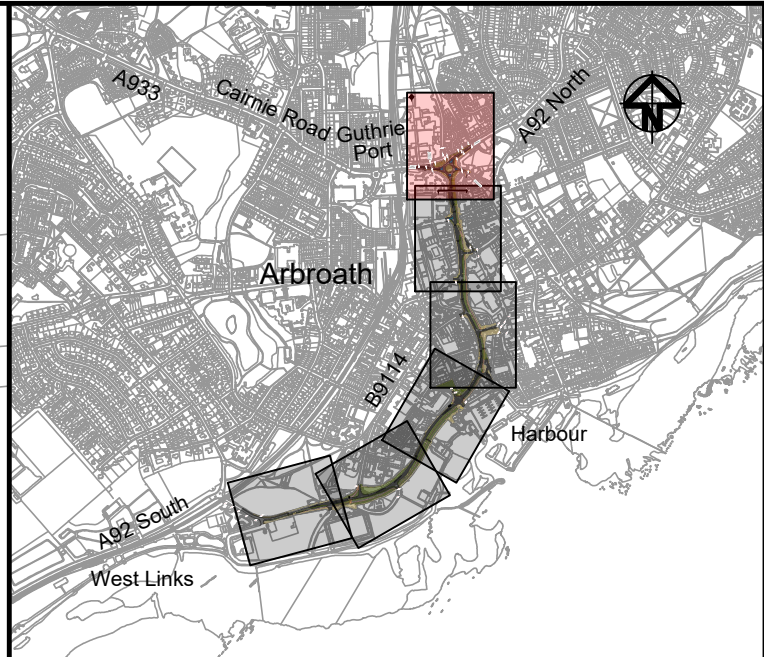 A933
Cairnie Road
Guthrie
Port
A92 North
N
Arbroath
B9114
Harbour
A92 South
West Links